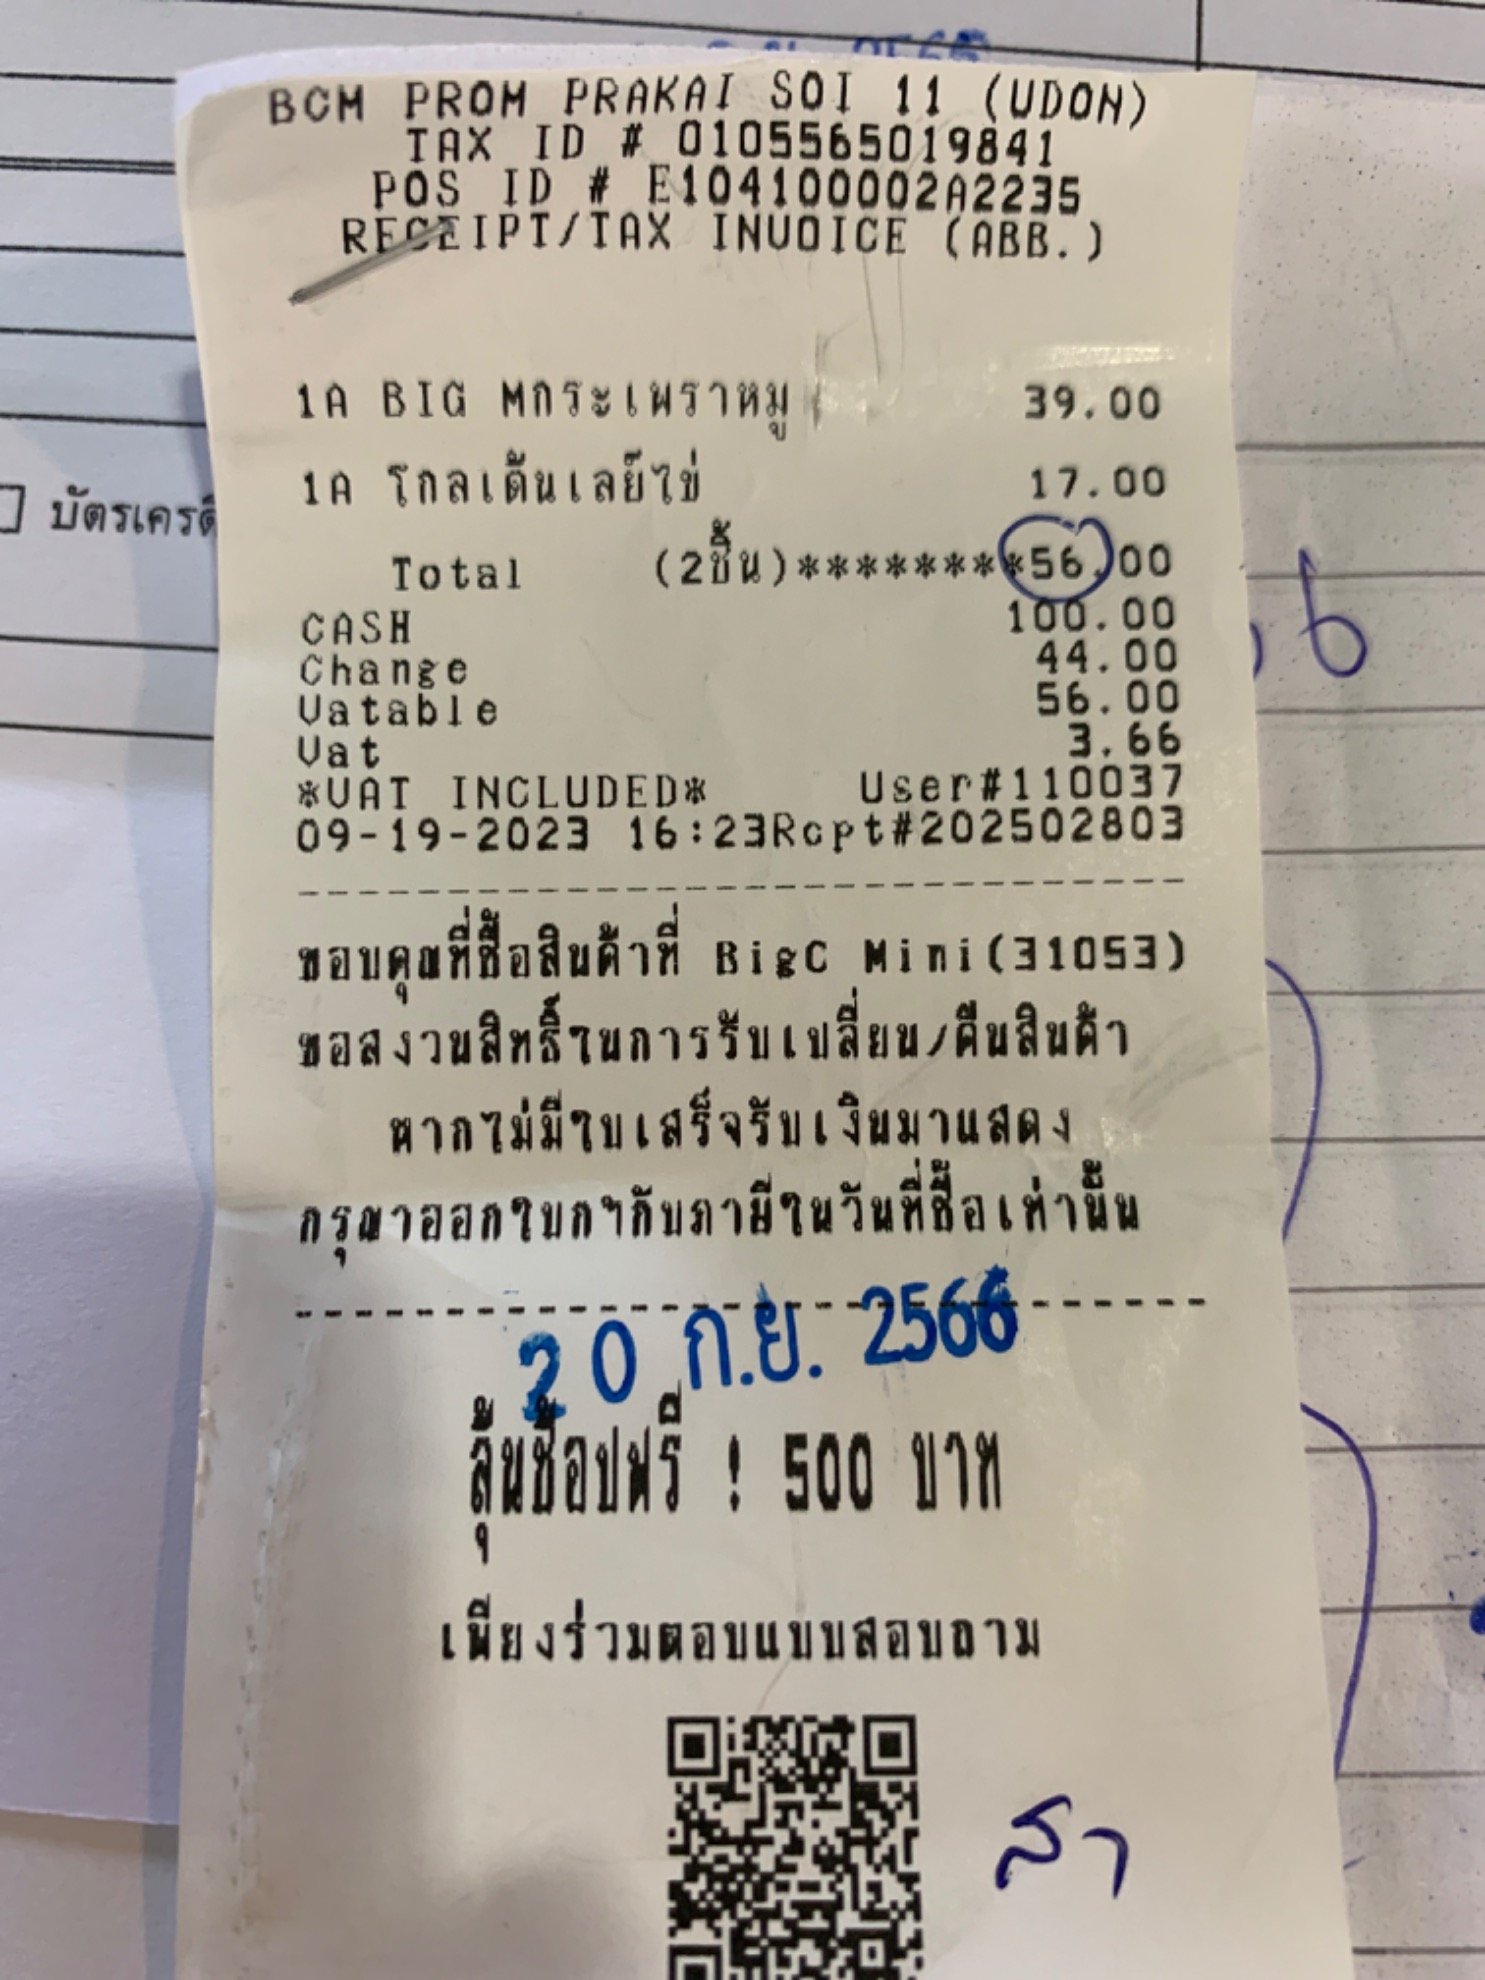 BCM PROM PRAKAI SOI 11 (UDON)
TAX ID # 0105565019841
POS ID # E104100002A2235
RECEIPT/TAX INVOICE (ABB.)
1A BIG Mกระเพราหมู 39.00
1A โกลเด้นเลย์ไข่ 17.00
บัตรเครดิ
Total (2ชิ้น)********56.00
CASH 100.00
Change 44.00
Vatable 56.00
Vat 3.66
*VAT INCLUDED* User#110037
09-19-2023 16:23Rcpt#202502803
ขอบคุณที่ซื้อสินค้าที่ BigC Mini(31053)
ขอสงวนสิทธิ์ในการรับเปลี่ยน/คืนสินค้า
หากไม่มีใบเสร็จรับเงินมาแสดง
กรุณาออกใบกฯกับภาษีในวันที่ซื้อเท่านั้น
20 ก.ย. 2566
ลุ้นช้อปฟรี ! 500 บาท
เพียงร่วมตอบแบบสอบถาม
สา